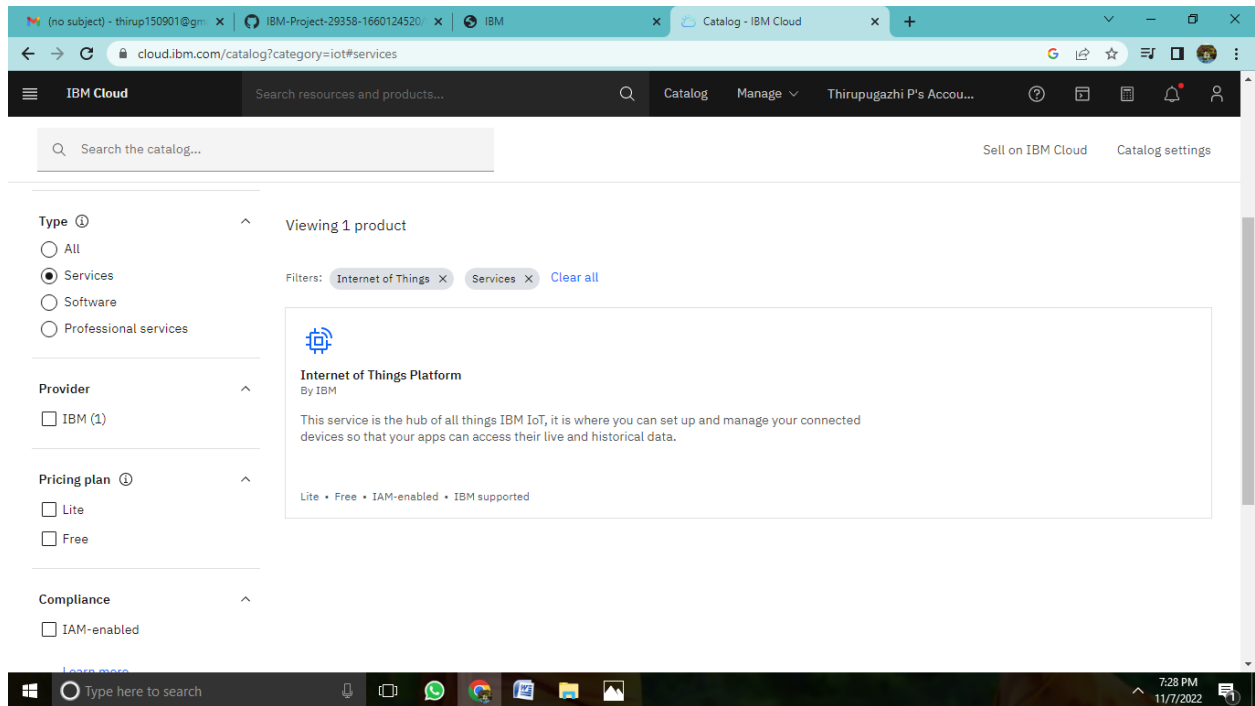 (no subject) - thirup150901@gm
IBM-Project-29358-1660124520/
IBM
Catalog - IBM Cloud
cloud.ibm.com/catalog?category=iot#services
IBM Cloud
Search resources and products...
Catalog
Manage
Thirupugazhi P's Accou...
Search the catalog...
Sell on IBM Cloud
Catalog settings
Type
All
Services
Software
Professional services
Provider
IBM (1)
Pricing plan
Lite
Free
Compliance
IAM-enabled
Learn more
Viewing 1 product
Filters: Internet of Things Services Clear all
Internet of Things Platform
By IBM
This service is the hub of all things IBM IoT, it is where you can set up and manage your connected
devices so that your apps can access their live and historical data.
Lite • Free • IAM-enabled • IBM supported
Type here to search
7:28 PM
11/7/2022